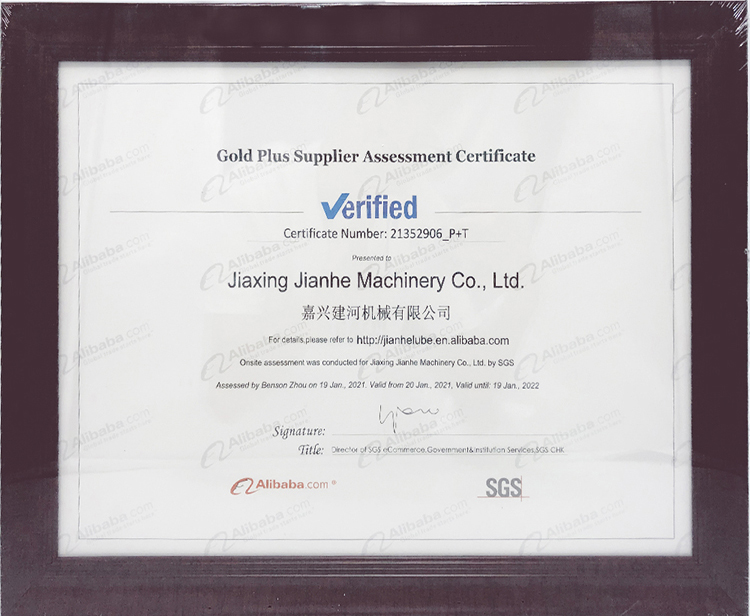 Gold Plus Supplier Assessment Certificate
Verified
Certificate Number: 21352906_P+T
Presented to
Jiaxing Jianhe Machinery Co., Ltd.
嘉兴建河机械有限公司
For details,please refer to http://jianhelube.en.alibaba.com
Onsite assessment was conducted for Jiaxing Jianhe Machinery Co., Ltd. by SGS
Assessed by Benson Zhou on 19 Jan., 2021. Valid from 20 Jan., 2021, Valid until: 19 Jan., 2022
Signature:
Title: Director of SGS eCommerce,Government&Institution Services,SGS CHK
Alibaba.com®
SGS